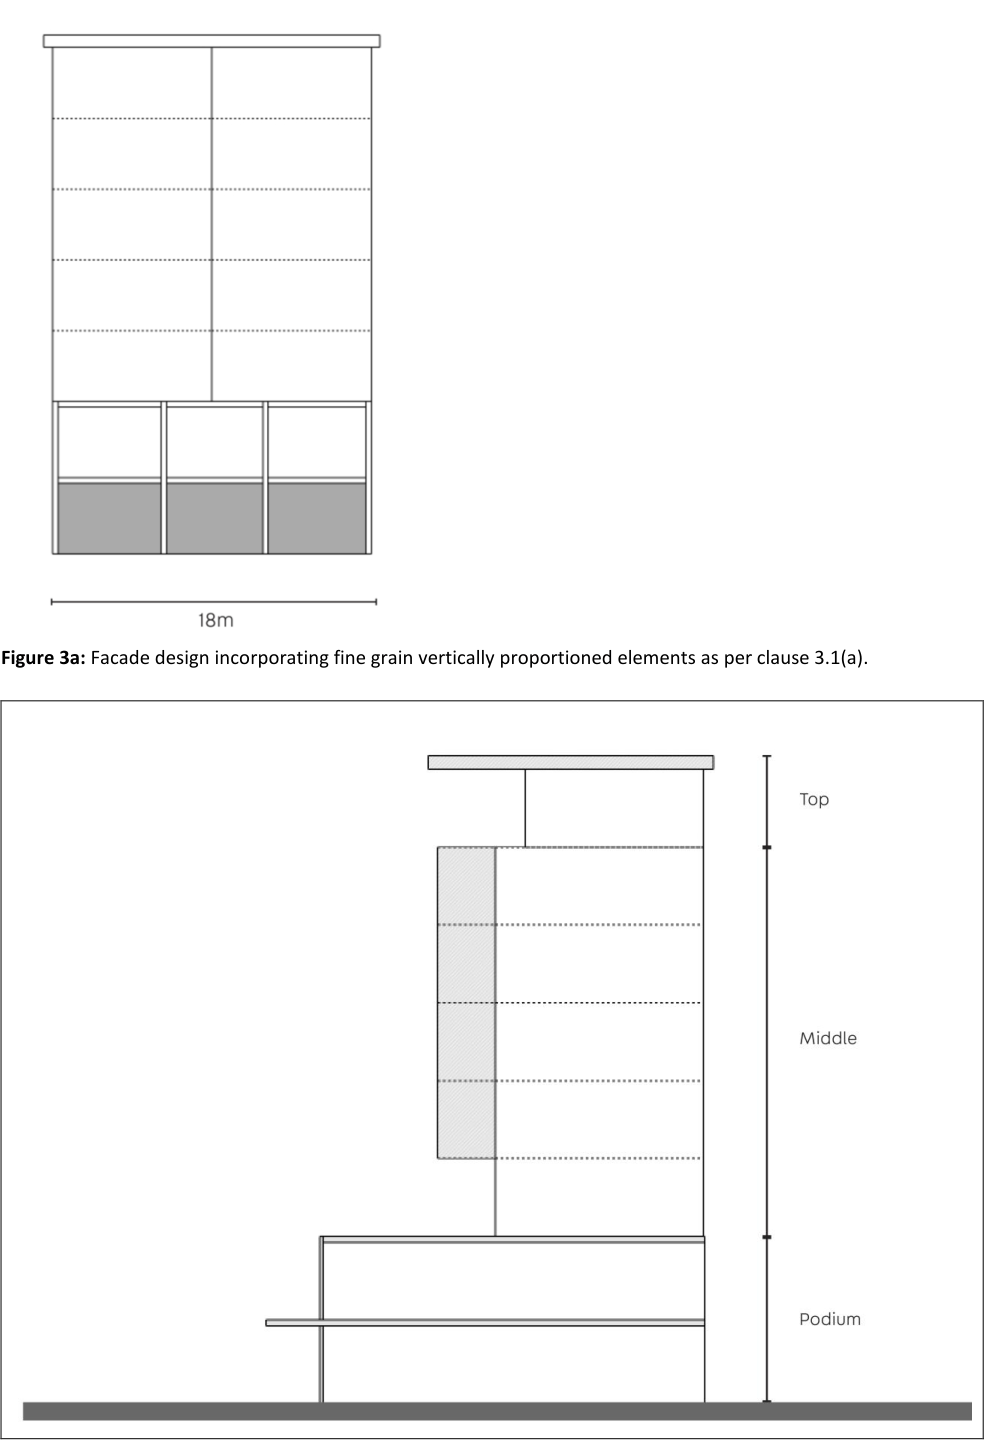 18m
Figure 3a: Facade design incorporating fine grain vertically proportioned elements as per clause 3.1(a).
Top
Middle
Podium